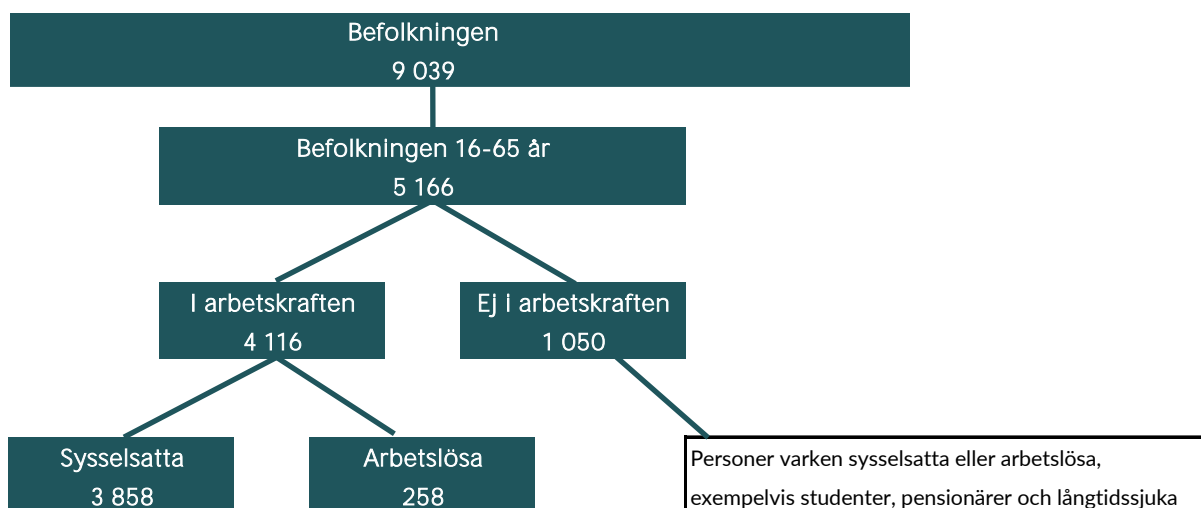 Befolkningen
9 039
Befolkningen 16-65 år
5 166
I arbetskraften
4 116
Ej i arbetskraften
1 050
Sysselsatta
3 858
Arbetslösa
258
Personer varken sysselsatta eller arbetslösa,
exempelvis studenter, pensionärer och långtidssjuka